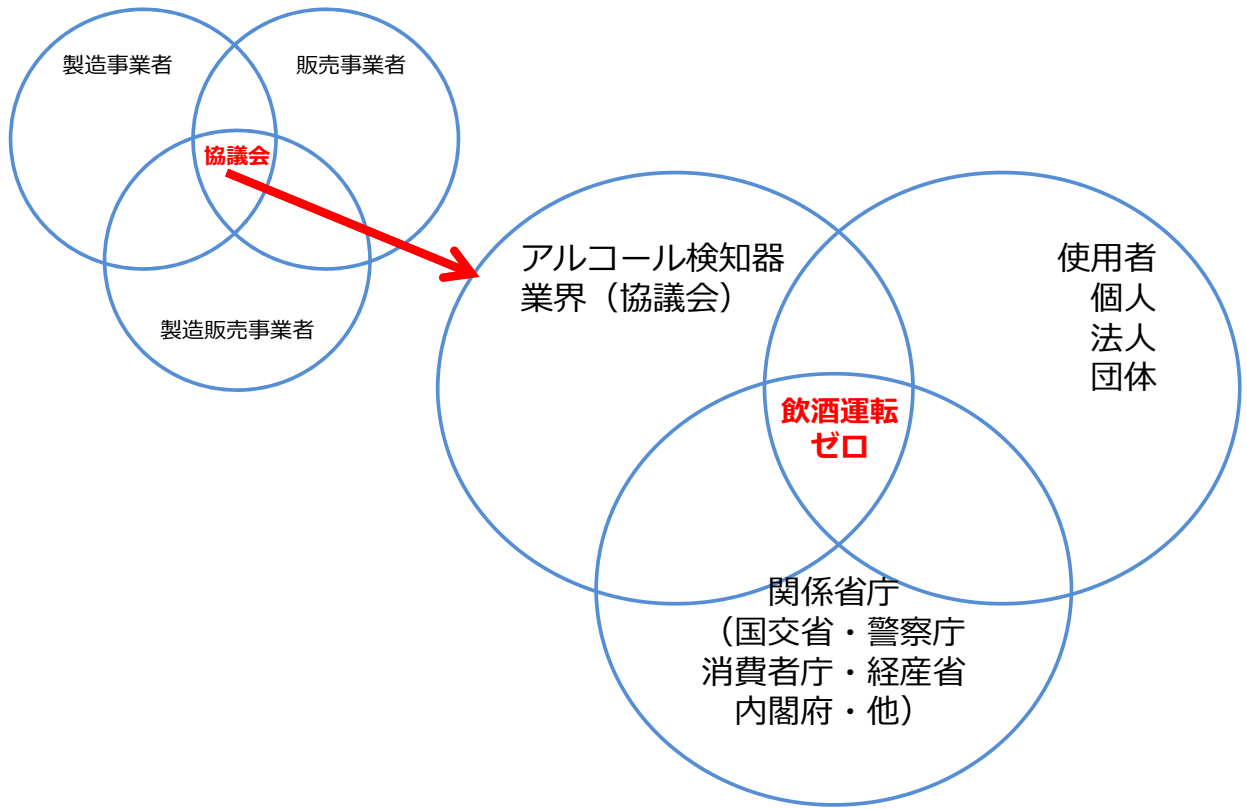 製造事業者
販売事業者
協議会
製造販売事業者
アルコール検知器
業界（協議会）
使用者
個人
法人
団体
飲酒運転
ゼロ
関係省庁
（国交省・警察庁
消費者庁・経産省
内閣府・他）